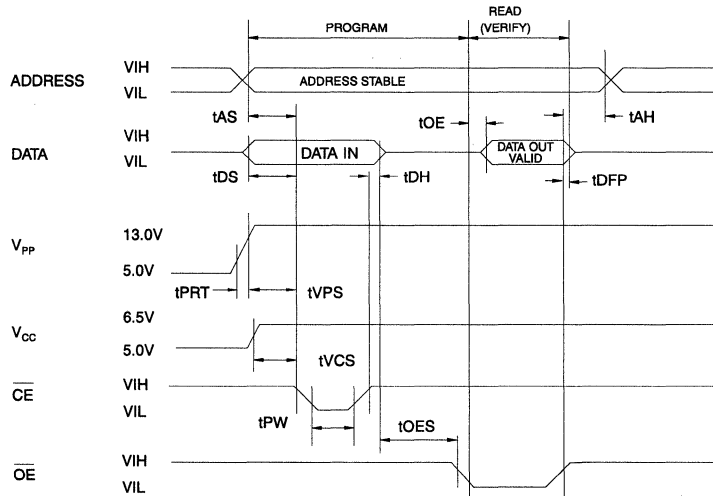 PROGRAM
READ
(VERIFY)
ADDRESS
VIH
VIL
ADDRESS STABLE
tAS
tOE
tAH
DATA
VIH
VIL
DATA IN
DATA OUT
VALID
tDS
tDH
tDFP
VPP
13.0V
5.0V
tPRT
tVPS
VCC
6.5V
5.0V
tVCS
CE
VIH
VIL
tPW
tOES
OE
VIH
VIL